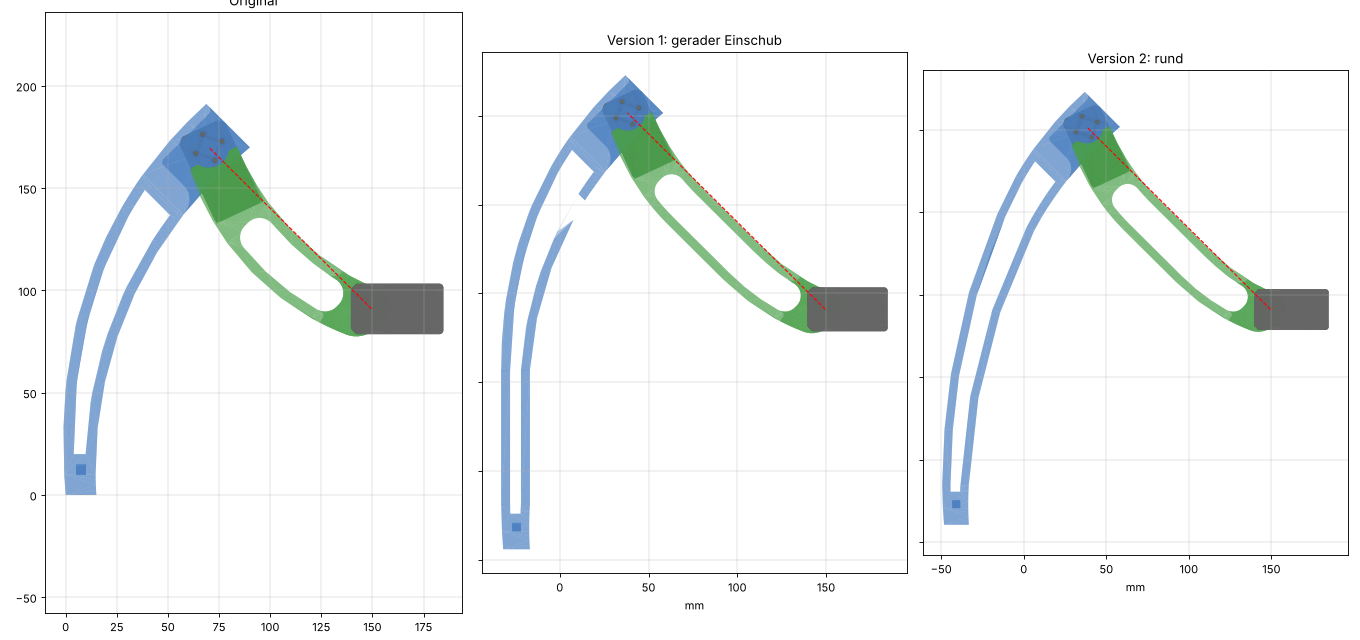 Original
Version 1: gerader Einschub
Version 2: rund
200
150
100
50
0
−50
0 25 50 75 100 125 150 175
0 50 100 150
mm
−50 0 50 100 150
mm